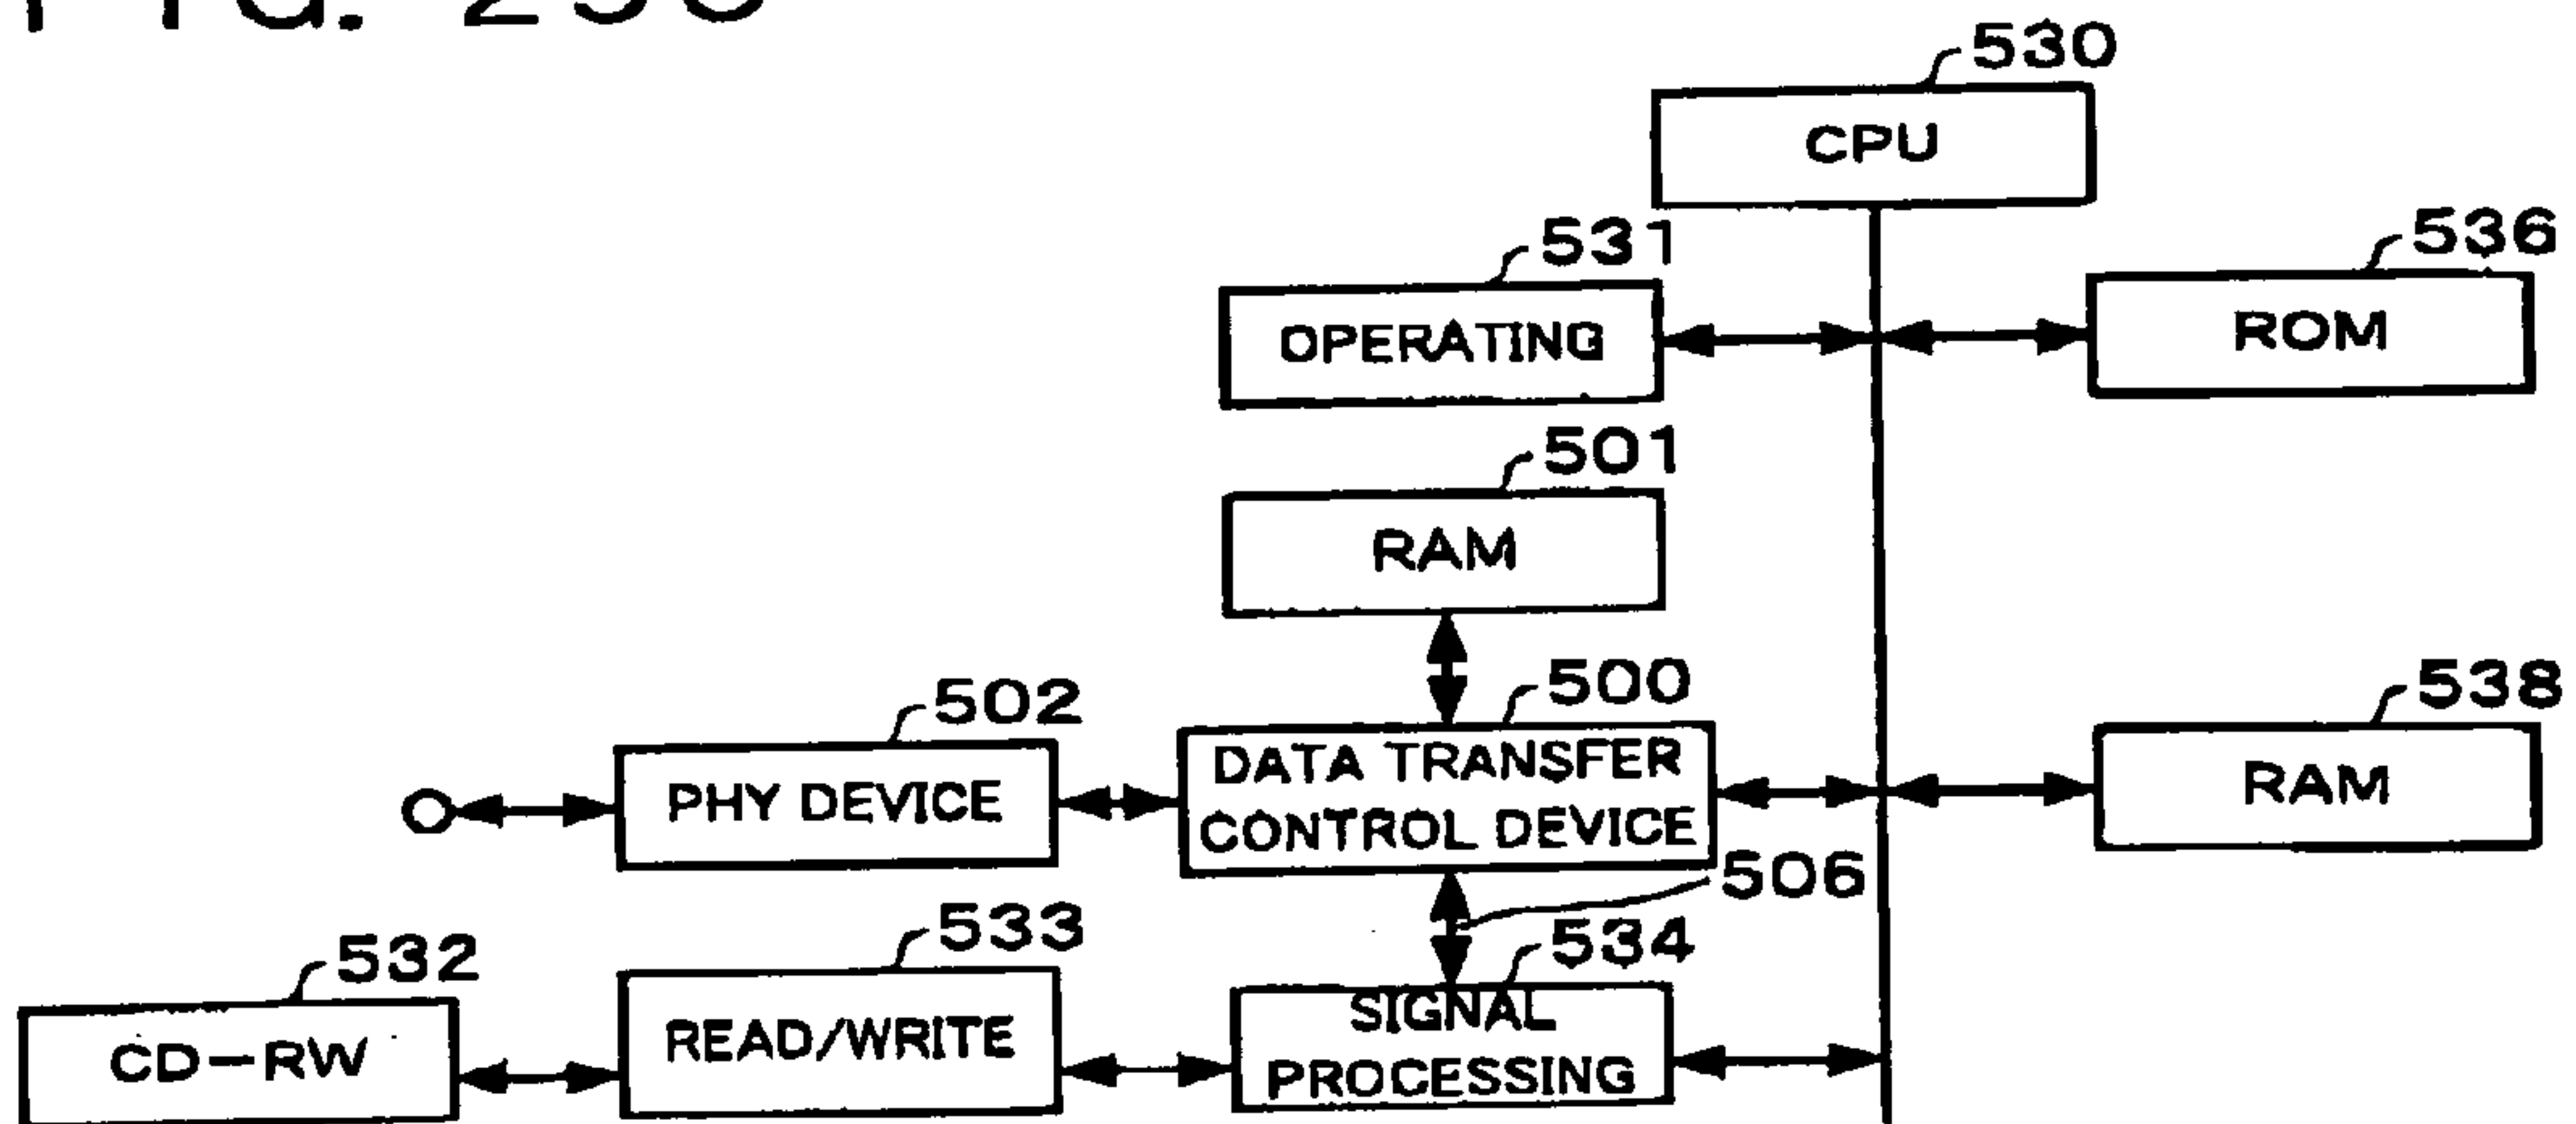 530
CPU
531
536
OPERATING
ROM
501
RAM
502
500
538
PHY DEVICE
DATA TRANSFER
CONTROL DEVICE
RAM
506
532
533
534
CD-RW
READ/WRITE
SIGNAL
PROCESSING